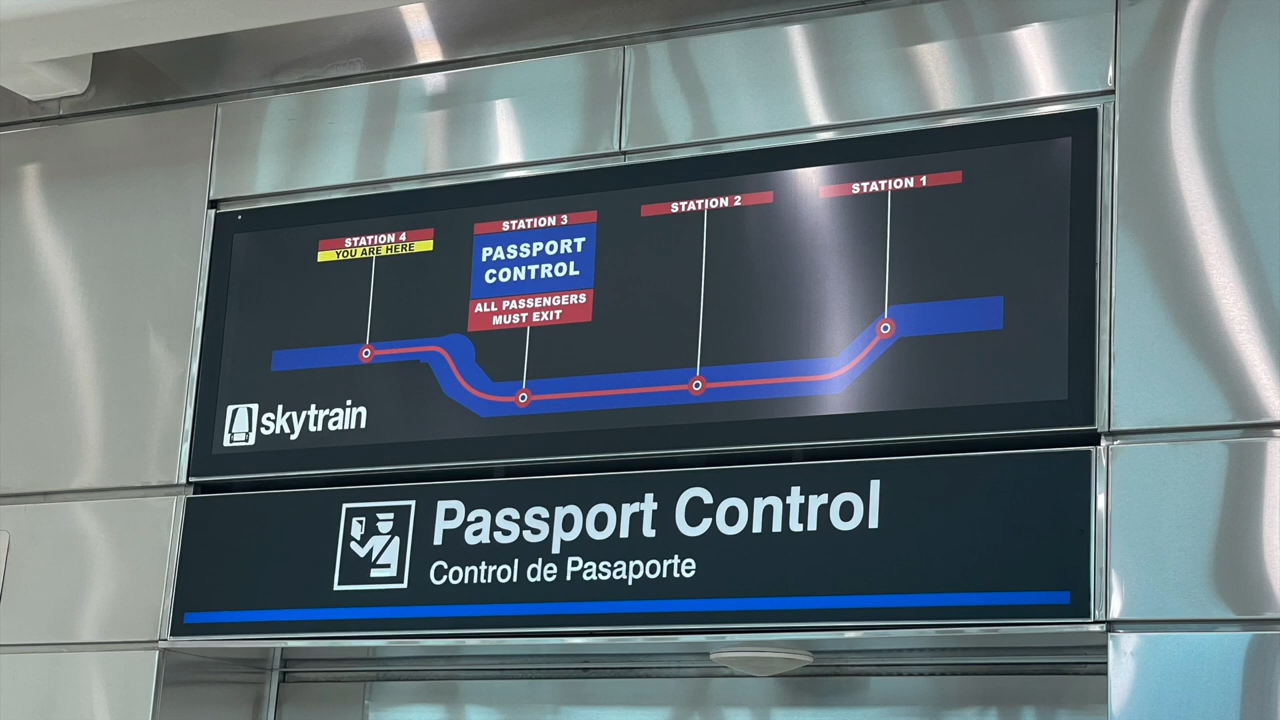 STATION 4
YOU ARE HERE
STATION 3
PASSPORT
CONTROL
ALL PASSENGERS
MUST EXIT
STATION 2
STATION 1
skytrain
Passport Control
Control de Pasaporte